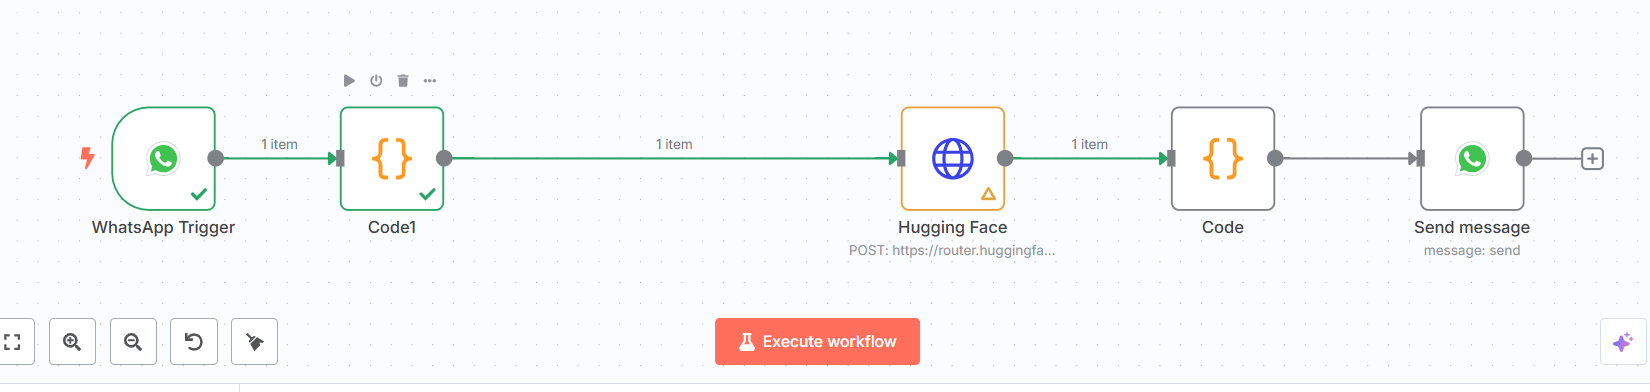 1 item
1 item
1 item
WhatsApp Trigger
Code1
Hugging Face
POST: https://router.huggingfa...
Code
Send message
message: send
Execute workflow